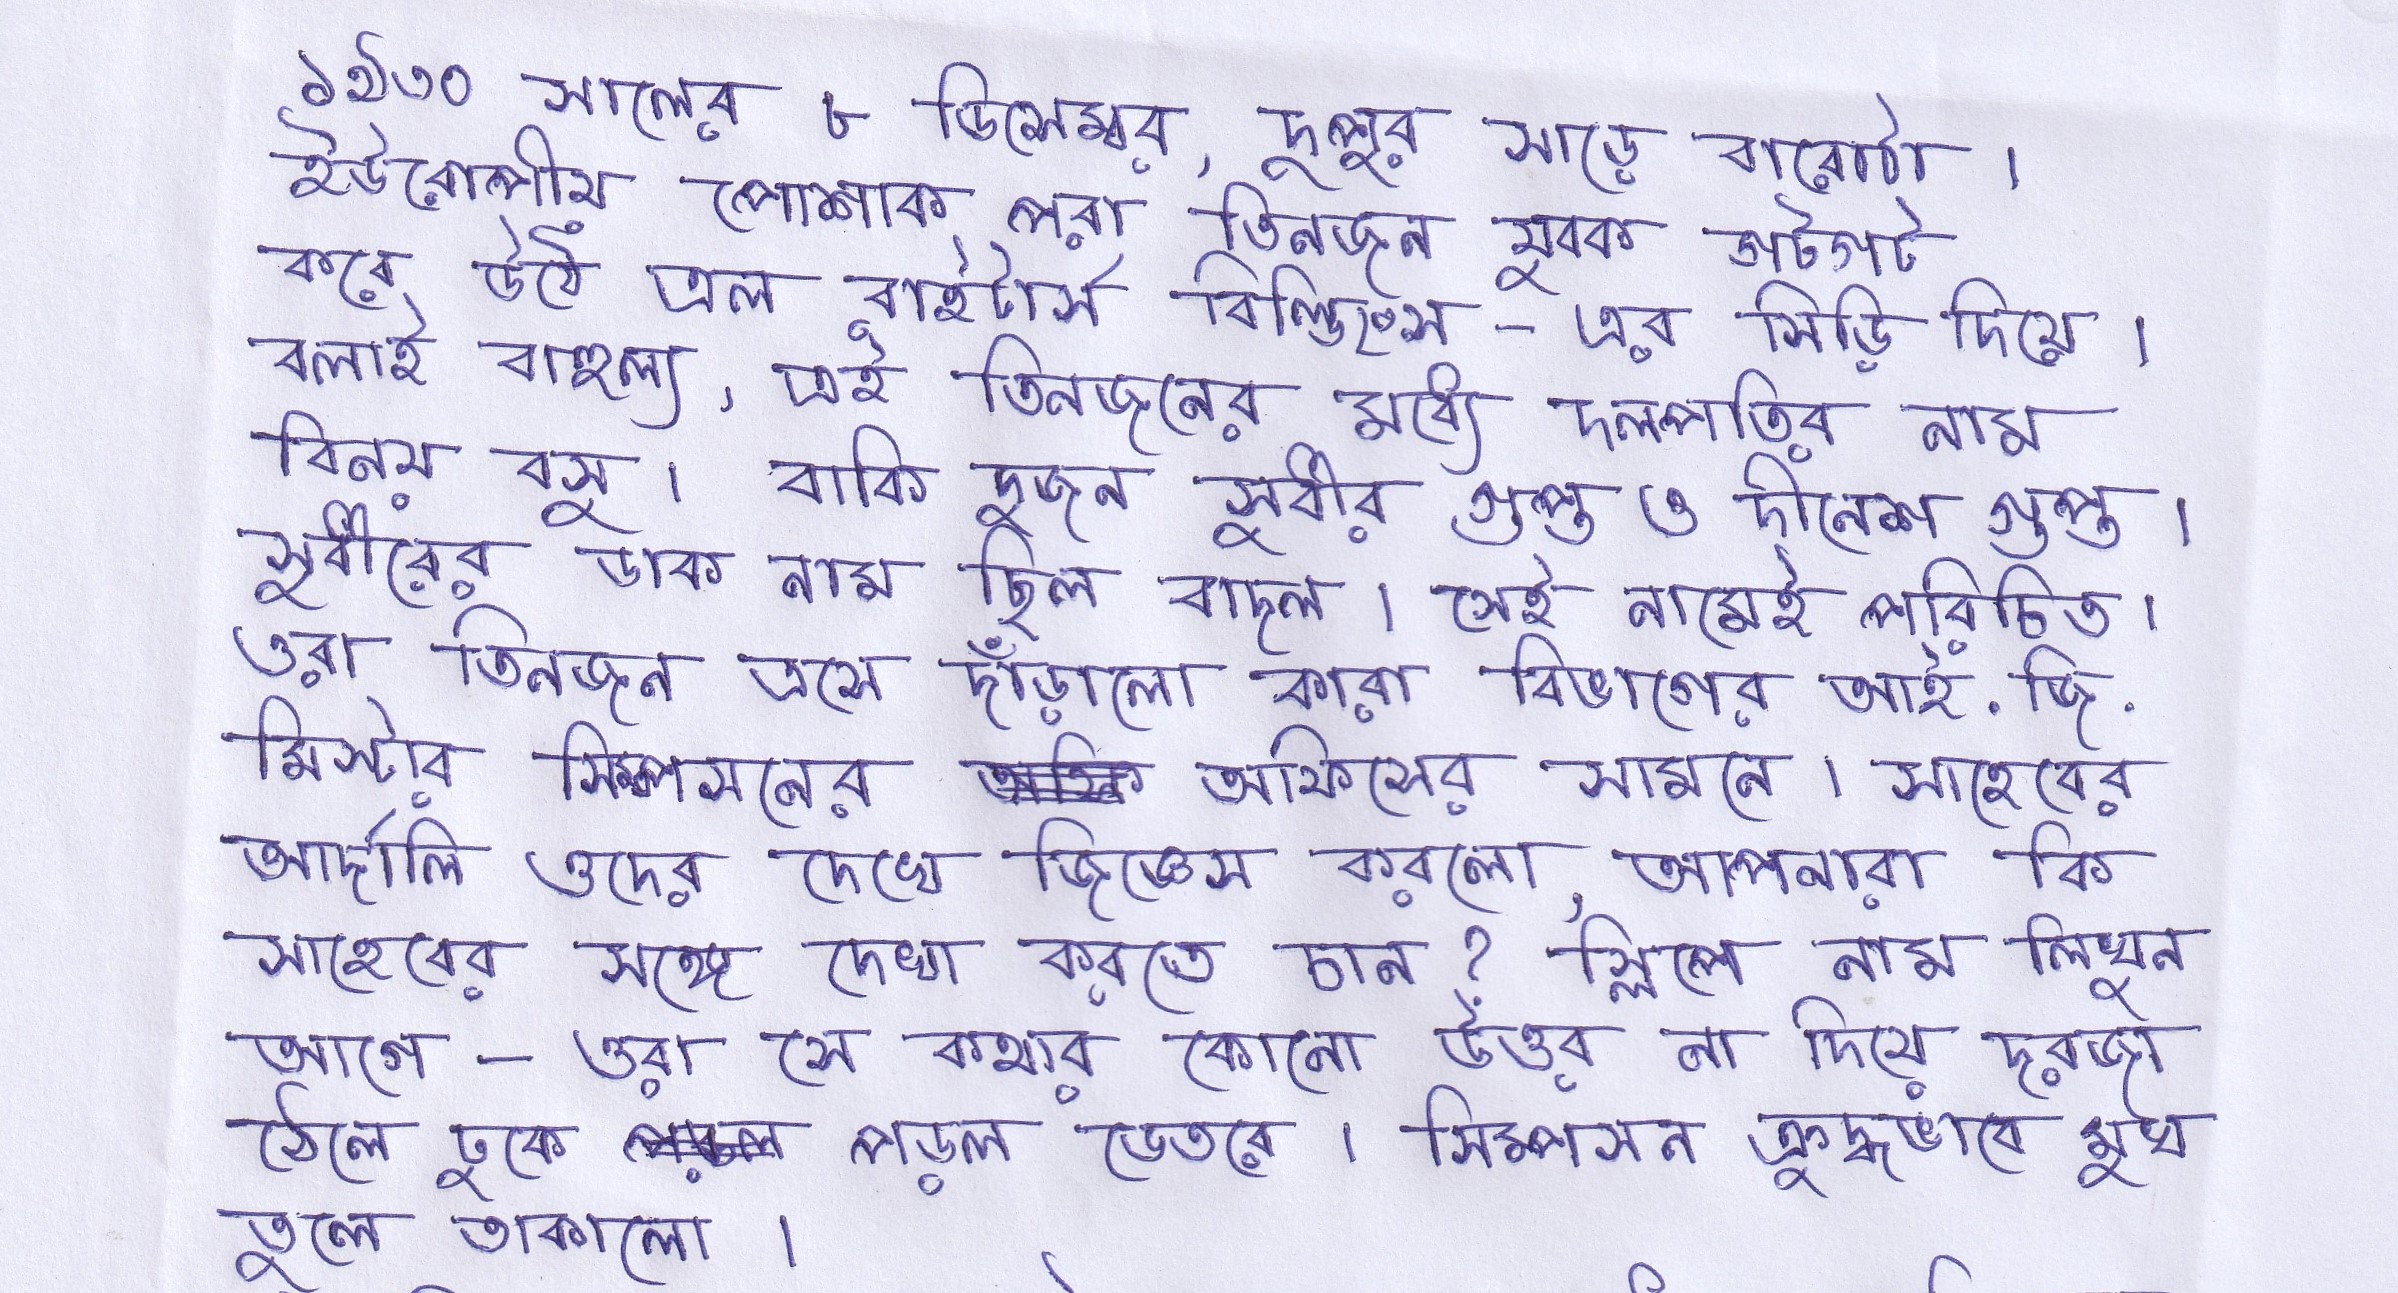 ১৯৩০ সালের ৮ ডিসেম্বর, দুপুর সাড়ে বারোটা।
ইউরোপীয় পোশাক পরা তিনজন যুবক গটগট
করে উঠে এল রাইটার্স বিল্ডিংস - এর সিড়ি দিয়ে।
বলাই বাহুল্য, এই তিনজনের মধ্যে দলপতির নাম
বিনয় বসু। বাকি দুজন সুধীর গুপ্ত ও দীনেশ গুপ্ত।
সুধীরের ডাক নাম ছিল বাদল। সেই নামেই পরিচিত।
ওরা তিনজন এসে দাঁড়ালো কারা বিভাগের আই. জি.
মিস্টার সিম্পসনের অফিসের সামনে। সাহেবের
আর্দালি ওদের দেখে জিজ্ঞেস করলো, আপনারা কি
সাহেবের সঙ্গে দেখা করতে চান? স্লিপে নাম লিখুন
আগে - ওরা সে কথার কোনো উত্তর না দিয়ে দরজা
ঠেলে ঢুকে পড়ল ভেতরে। সিম্পসন ক্রুদ্ধভাবে মুখ
তুলে তাকালো।